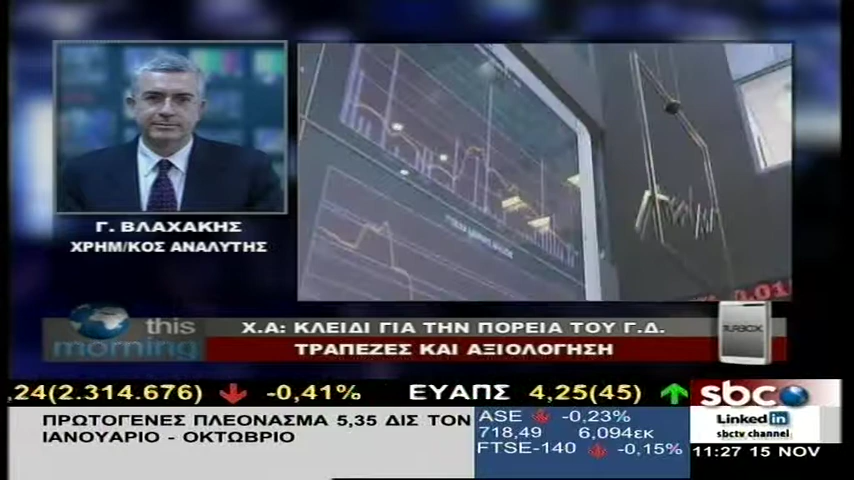 Γ. ΒΛΑΧΑΚΗΣ
ΧΡΗΜ/ΚΟΣ ΑΝΑΛΥΤΗΣ
this
morning
Χ.Α: ΚΛΕΙΔΙ ΓΙΑ ΤΗΝ ΠΟΡΕΙΑ ΤΟΥ Γ.Δ.
ΤΡΑΠΕΖΕΣ ΚΑΙ ΑΞΙΟΛΟΓΗΣΗ
,24(2.314.676) -0,41% ΕΥΑΠΣ 4,25(45)
sbc
ΠΡΩΤΟΓΕΝΕΣ ΠΛΕΟΝΑΣΜΑ 5,35 ΔΙΣ ΤΟΝ
ΙΑΝΟΥΑΡΙΟ - ΟΚΤΩΒΡΙΟ
ASE -0,23%
718,49 6,094εκ
FTSE-140 -0,15%
Linked in
sbctv channel
11:27 15 NOV